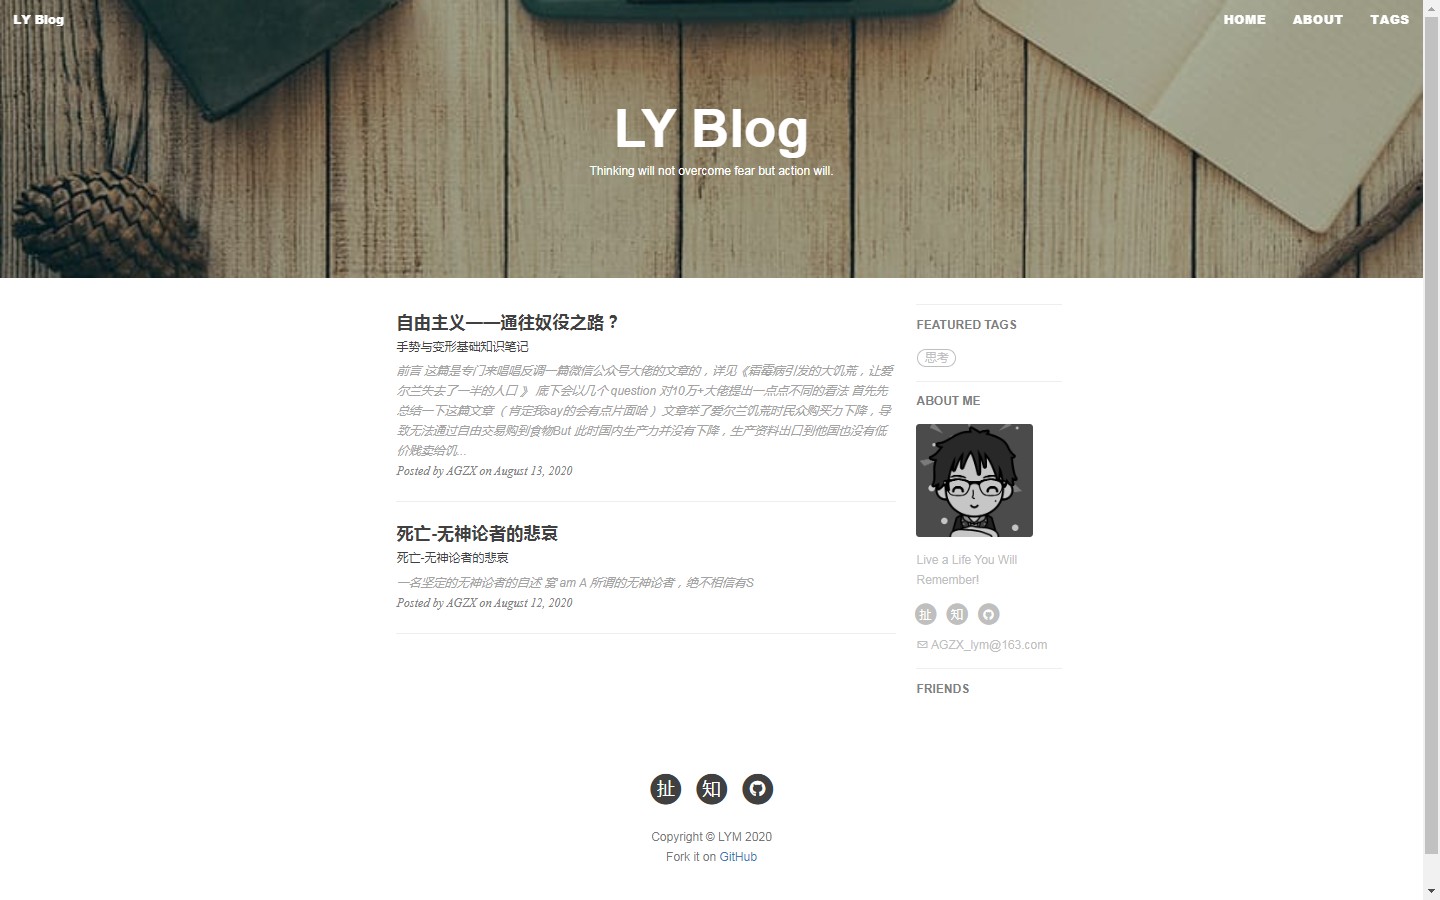 LY Blog
HOME ABOUT TAGS
LY Blog
Thinking will not overcome fear but action will.
自由主义——通往奴役之路？
手势与变形基础知识笔记
前言 这篇是专门来唱唱反调一篇微信公众号大佬的文章的，详见《霜霉病引发的大饥荒，让爱
尔兰失去了一半的人口 》 底下会以几个 question 对10万+大佬提出一点点不同的看法 首先先
总结一下这篇文章 （ 肯定我say的会有点片面哈 ） 文章举了爱尔兰饥荒时民众购买力下降，导
致无法通过自由交易购到食物But 此时国内生产力并没有下降，生产资料出口到他国也没有低
价贱卖给饥...
Posted by AGZX on August 13, 2020
死亡-无神论者的悲哀
死亡-无神论者的悲哀
一名坚定的无神论者的自述 窝 am A 所谓的无神论者，绝不相信有S
Posted by AGZX on August 12, 2020
FEATURED TAGS
思考
ABOUT ME
Live a Life You Will
Remember!
扯 知
AGZX_lym@163.com
FRIENDS
扯 知
Copyright © LYM 2020
Fork it on GitHub